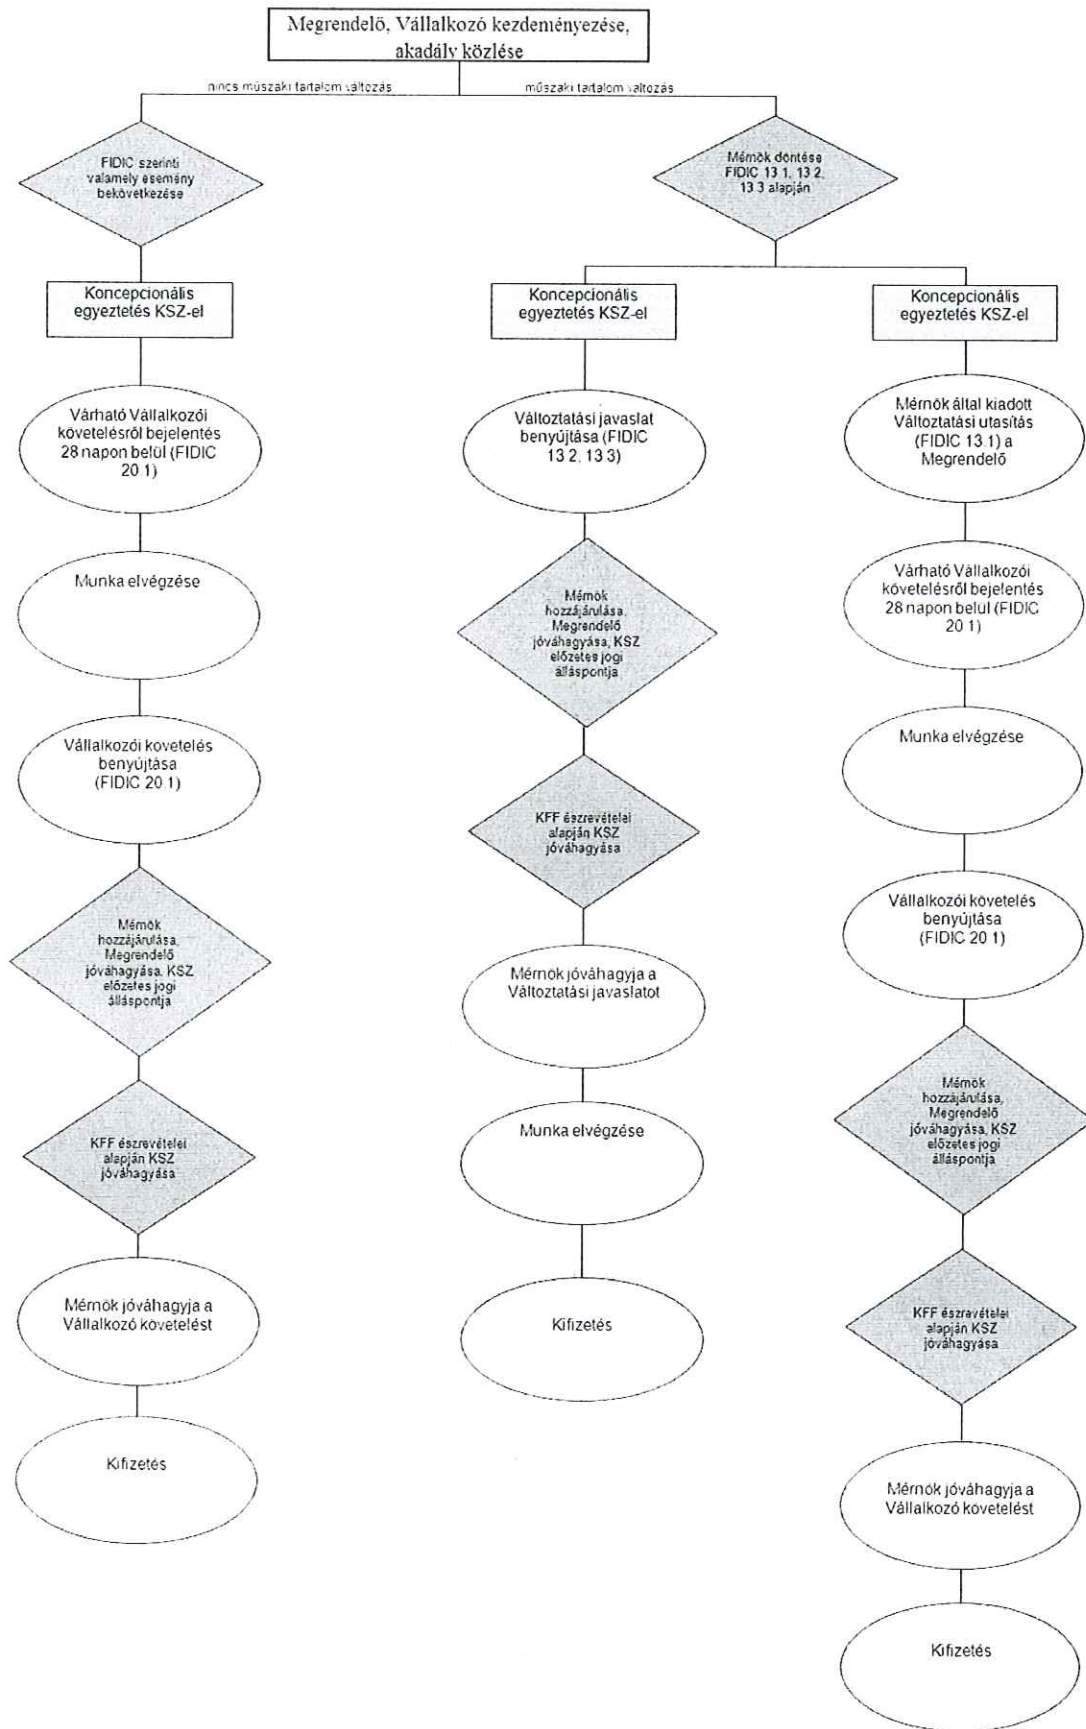 Megrendelő, Vállalkozó kezdeményezése,
akadály közlése
nincs műszaki tartalom változás
műszaki tartalom változás
FIDIC szerinti
valamely esemény
bekövetkezése
Koncepcionális
egyeztetés KSZ-el
Várható Vállalkozói
követelésről bejelentés
28 napon belül (FIDIC
20.1)
Munka elvégzése
Vállalkozói követelés
benyújtása
(FIDIC 20.1)
Mérnök
hozzájárulása,
Megrendelő
jóváhagyása, KSZ
előzetes jogi
álláspontja
KFF észrevételei
alapján KSZ
jóváhagyása
Mérnök jóváhagyja a
Vállalkozó követelést
Kifizetés
Mérnök döntése
FIDIC 13.1, 13.2,
13.3 alapján
Koncepcionális
egyeztetés KSZ-el
Változtatási javaslat
benyújtása (FIDIC
13.2, 13.3)
Mérnök
hozzájárulása,
Megrendelő
jóváhagyása, KSZ
előzetes jogi
álláspontja
KFF észrevételei
alapján KSZ
jóváhagyása
Mérnök jóváhagyja a
Változtatási javaslatot
Munka elvégzése
Kifizetés
Koncepcionális
egyeztetés KSZ-el
Mérnök által kiadott
Változtatási utasítás
(FIDIC 13.1) a
Megrendelő
Várható Vállalkozói
követelésről bejelentés
28 napon belül (FIDIC
20.1)
Munka elvégzése
Vállalkozói követelés
benyújtása
(FIDIC 20.1)
Mérnök
hozzájárulása,
Megrendelő
jóváhagyása, KSZ
előzetes jogi
álláspontja
KFF észrevételei
alapján KSZ
jóváhagyása
Mérnök jóváhagyja a
Vállalkozó követelést
Kifizetés